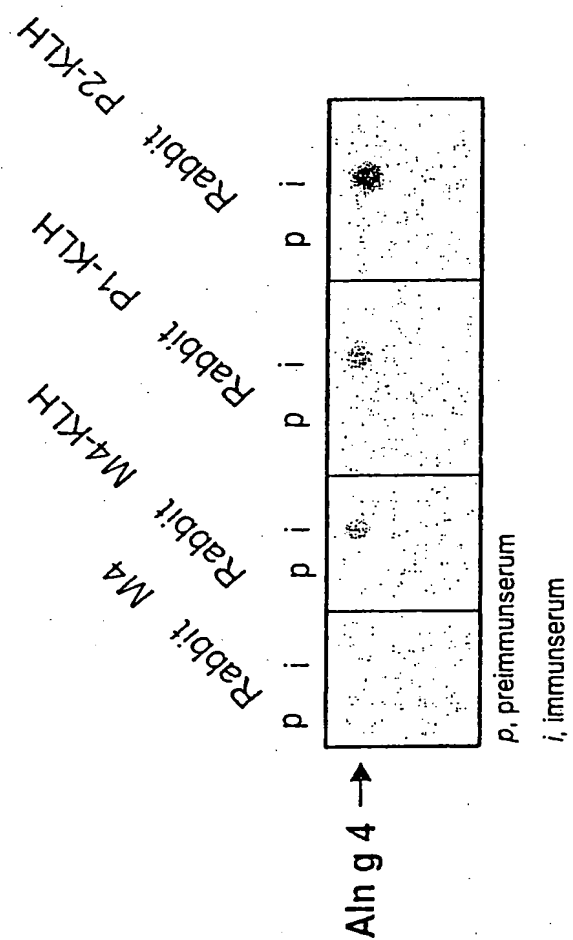 Rabbit M4
Rabbit M4-KLH
Rabbit P1-KLH
Rabbit P2-KLH
p i p i p i p i
Aln g 4
p, preimmunserum
i, immunserum